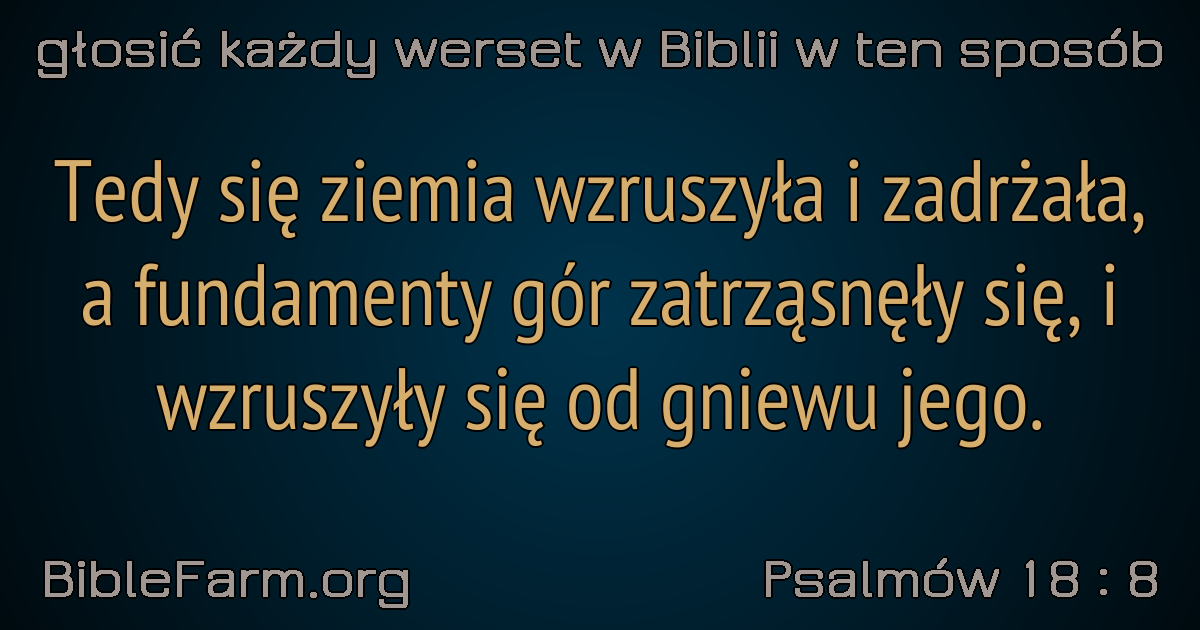 głosić każdy werset w Biblii w ten sposób
Tedy się ziemia wzruszyła i zadrżała,
a fundamenty gór zatrząsnęły się, i
wzruszyły się od gniewu jego.
BibleFarm.org
Psalmów 18 : 8